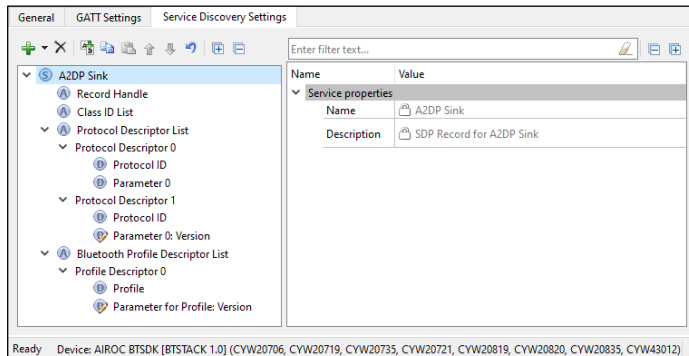 General GATT Settings Service Discovery Settings
Enter filter text...
S A2DP Sink
A Record Handle
A Class ID List
A Protocol Descriptor List
Protocol Descriptor 0
D Protocol ID
D Parameter 0
Protocol Descriptor 1
D Protocol ID
D Parameter 0: Version
A Bluetooth Profile Descriptor List
Profile Descriptor 0
D Profile
D Parameter for Profile: Version
Name Value
Service properties
Name A2DP Sink
Description SDP Record for A2DP Sink
Ready Device: AIROC BTSDK [BTSTACK 1.0] (CYW20706, CYW20719, CYW20735, CYW20721, CYW20819, CYW20820, CYW20835, CYW43012)